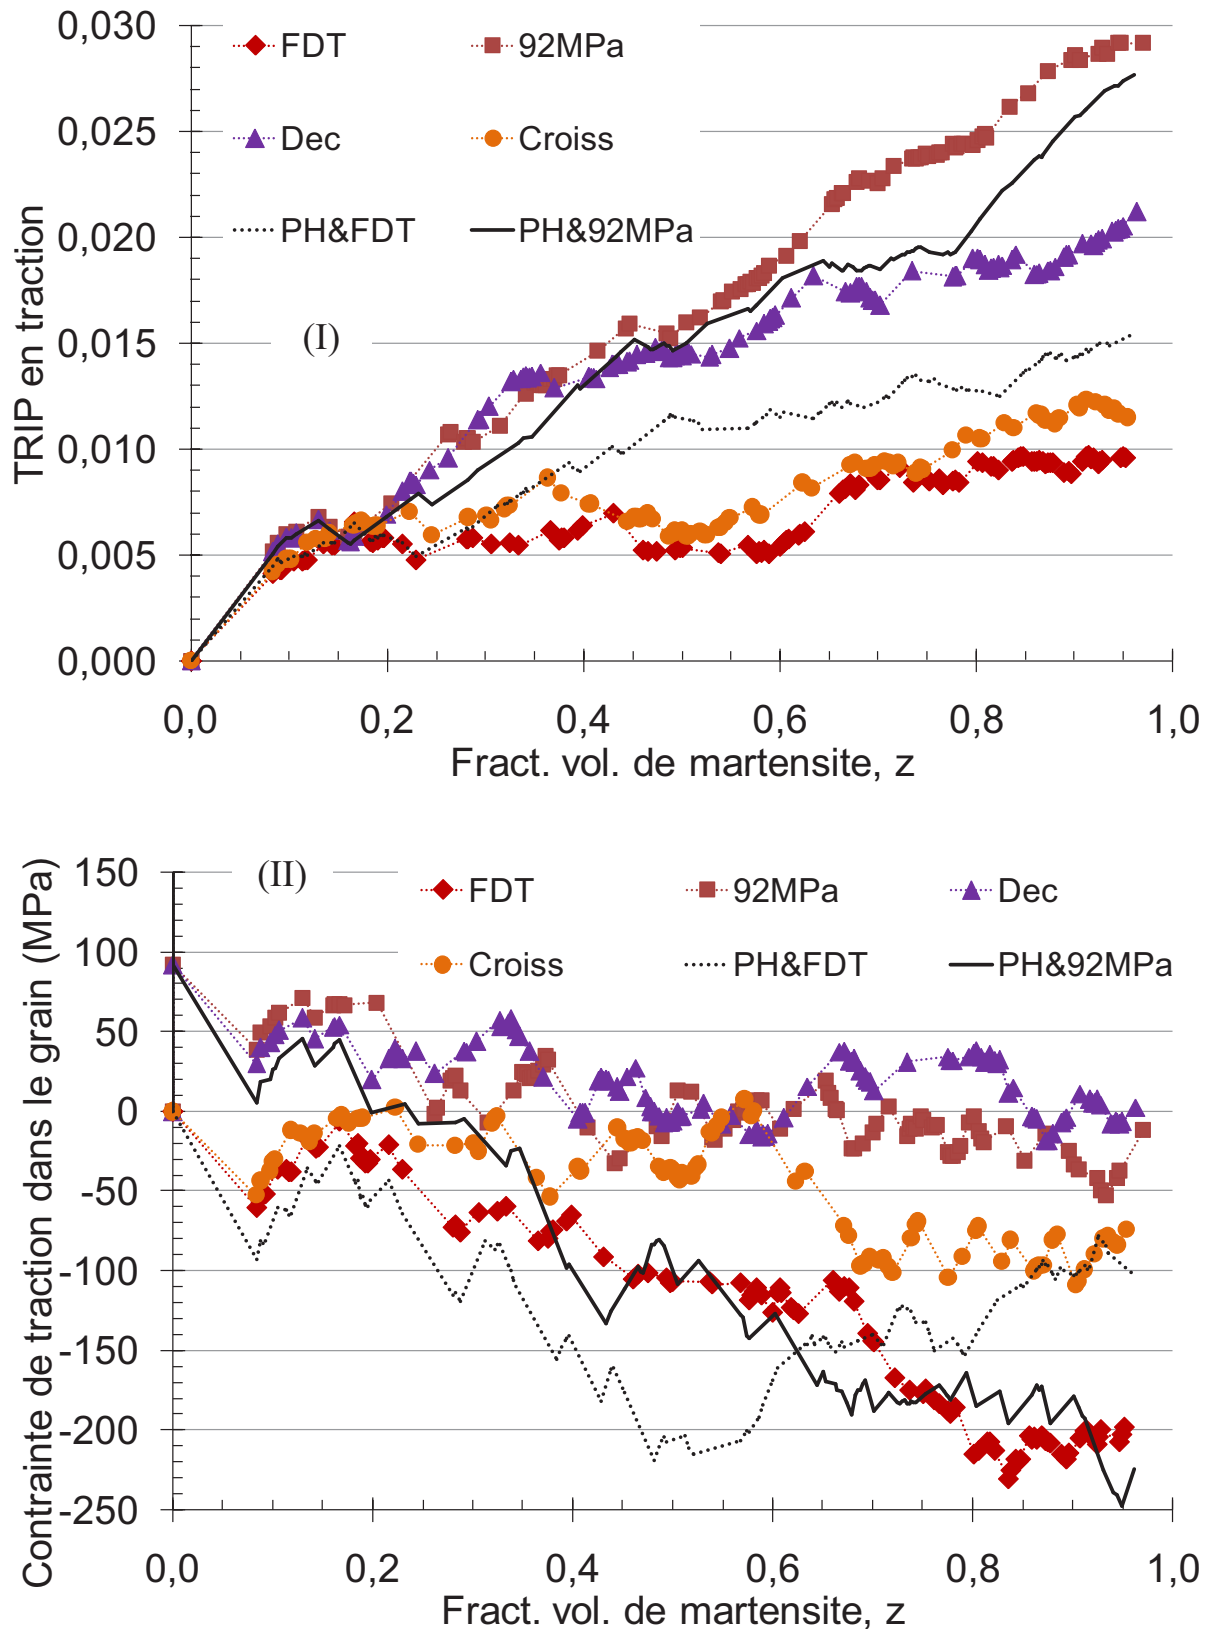 0,030
FDT
92MPa
0,025
Dec
Croiss
0,020
PH&FDT
PH&92MPa
TRIP en traction
0,015
(I)
0,010
0,005
0,000
0,0 0,2 0,4 0,6 0,8 1,0
Fract. vol. de martensite, z
Contrainte de traction dans le grain (MPa)
150
(II)
FDT
92MPa
Dec
100
Croiss
PH&FDT
PH&92MPa
50
0
-50
-100
-150
-200
-250
0,0 0,2 0,4 0,6 0,8 1,0
Fract. vol. de martensite, z